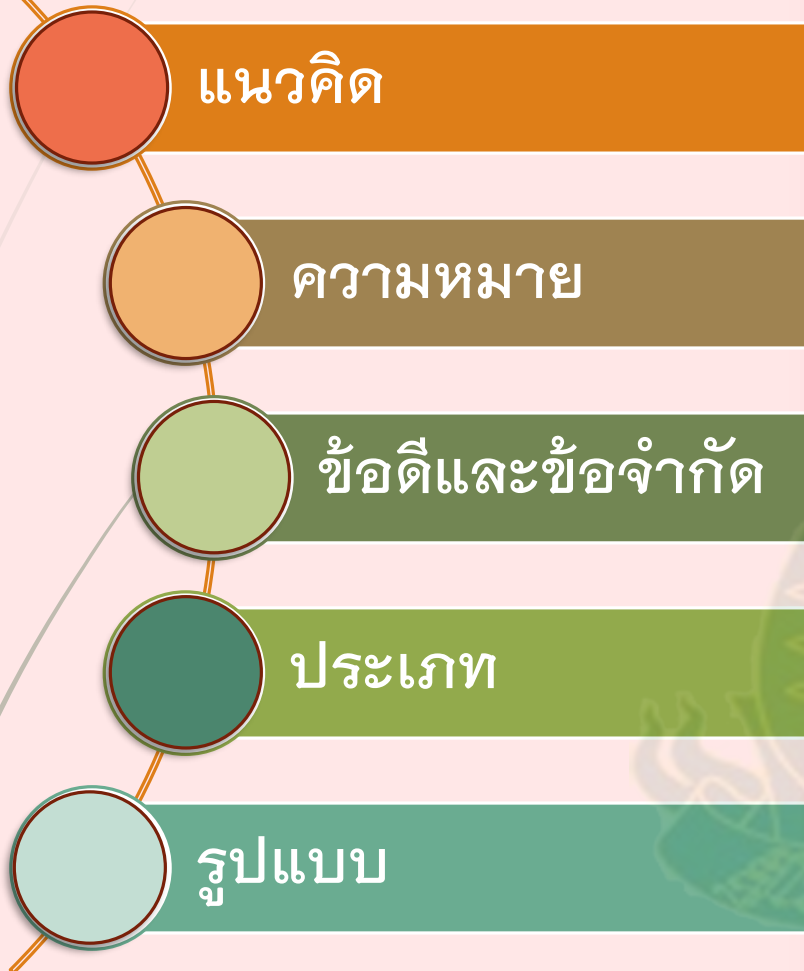 แนวคิด
ความหมาย
ข้อดีและข้อจำกัด
ประเภท
รูปแบบ